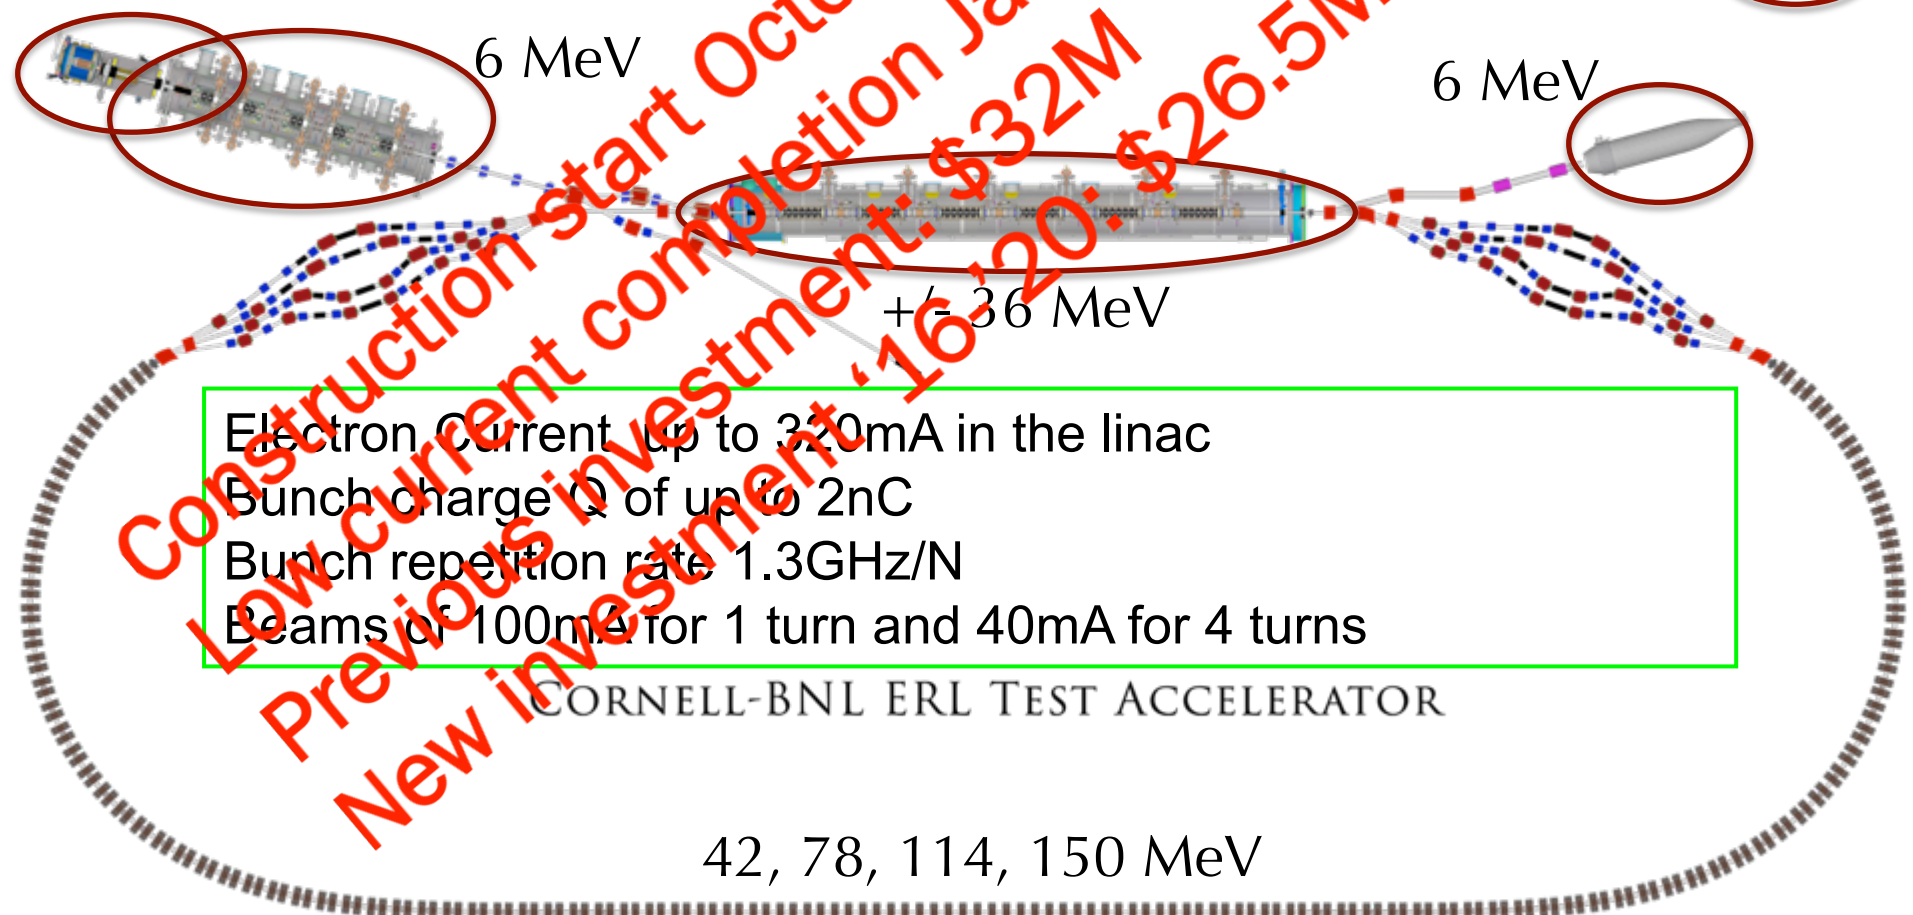 6 MeV
6 MeV
+/- 36 MeV
Construction start
Low current completion
Previous investment: $32M
New investment ‘16-’20: $26.5M
Electron Current up to 320mA in the linac
Bunch charge Q of up to 2nC
Bunch repetition rate 1.3GHz/N
Beams of 100mA for 1 turn and 40mA for 4 turns
CORNELL-BNL ERL TEST ACCELERATOR
42, 78, 114, 150 MeV